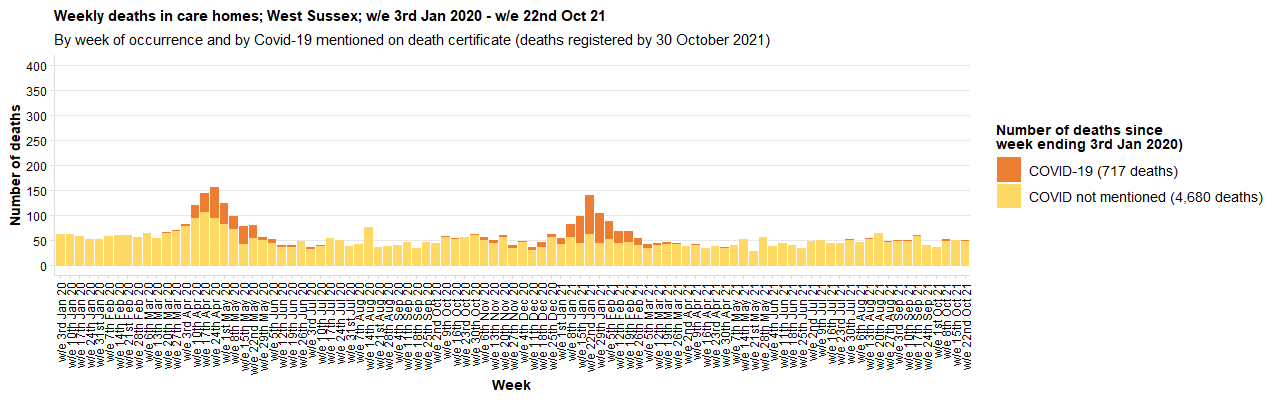 Weekly deaths in care homes; West Sussex; w/e 3rd Jan 2020 - w/e 22nd Oct 21
By week of occurrence and by Covid-19 mentioned on death certificate (deaths registered by 30 October 2021)
Number of deaths
400
350
300
250
200
150
100
50
0
w/e 3rd Jan 20
w/e 10th Jan 20
w/e 17th Jan 20
w/e 24th Jan 20
w/e 31st Jan 20
w/e 7th Feb 20
w/e 14th Feb 20
w/e 21st Feb 20
w/e 28th Feb 20
w/e 6th Mar 20
w/e 13th Mar 20
w/e 20th Mar 20
w/e 27th Mar 20
w/e 3rd Apr 20
w/e 10th Apr 20
w/e 17th Apr 20
w/e 24th Apr 20
w/e 1st May 20
w/e 8th May 20
w/e 15th May 20
w/e 22nd May 20
w/e 29th May 20
w/e 5th Jun 20
w/e 12th Jun 20
w/e 19th Jun 20
w/e 26th Jun 20
w/e 3rd Jul 20
w/e 10th Jul 20
w/e 17th Jul 20
w/e 24th Jul 20
w/e 31st Jul 20
w/e 7th Aug 20
w/e 14th Aug 20
w/e 21st Aug 20
w/e 28th Aug 20
w/e 4th Sep 20
w/e 11th Sep 20
w/e 18th Sep 20
w/e 25th Sep 20
w/e 2nd Oct 20
w/e 9th Oct 20
w/e 16th Oct 20
w/e 23rd Oct 20
w/e 30th Oct 20
w/e 6th Nov 20
w/e 13th Nov 20
w/e 20th Nov 20
w/e 27th Nov 20
w/e 4th Dec 20
w/e 11th Dec 20
w/e 18th Dec 20
w/e 25th Dec 20
w/e 1st Jan 21
w/e 8th Jan 21
w/e 15th Jan 21
w/e 22nd Jan 21
w/e 29th Jan 21
w/e 5th Feb 21
w/e 12th Feb 21
w/e 19th Feb 21
w/e 26th Feb 21
w/e 5th Mar 21
w/e 12th Mar 21
w/e 19th Mar 21
w/e 26th Mar 21
w/e 2nd Apr 21
w/e 9th Apr 21
w/e 16th Apr 21
w/e 23rd Apr 21
w/e 30th Apr 21
w/e 7th May 21
w/e 14th May 21
w/e 21st May 21
w/e 28th May 21
w/e 4th Jun 21
w/e 11th Jun 21
w/e 18th Jun 21
w/e 25th Jun 21
w/e 2nd Jul 21
w/e 9th Jul 21
w/e 16th Jul 21
w/e 23rd Jul 21
w/e 30th Jul 21
w/e 6th Aug 21
w/e 13th Aug 21
w/e 20th Aug 21
w/e 27th Aug 21
w/e 3rd Sep 21
w/e 10th Sep 21
w/e 17th Sep 21
w/e 24th Sep 21
w/e 1st Oct 21
w/e 8th Oct 21
w/e 15th Oct 21
w/e 22nd Oct 21
Week
Number of deaths since
week ending 3rd Jan 2020)
COVID-19 (717 deaths)
COVID not mentioned (4,680 deaths)